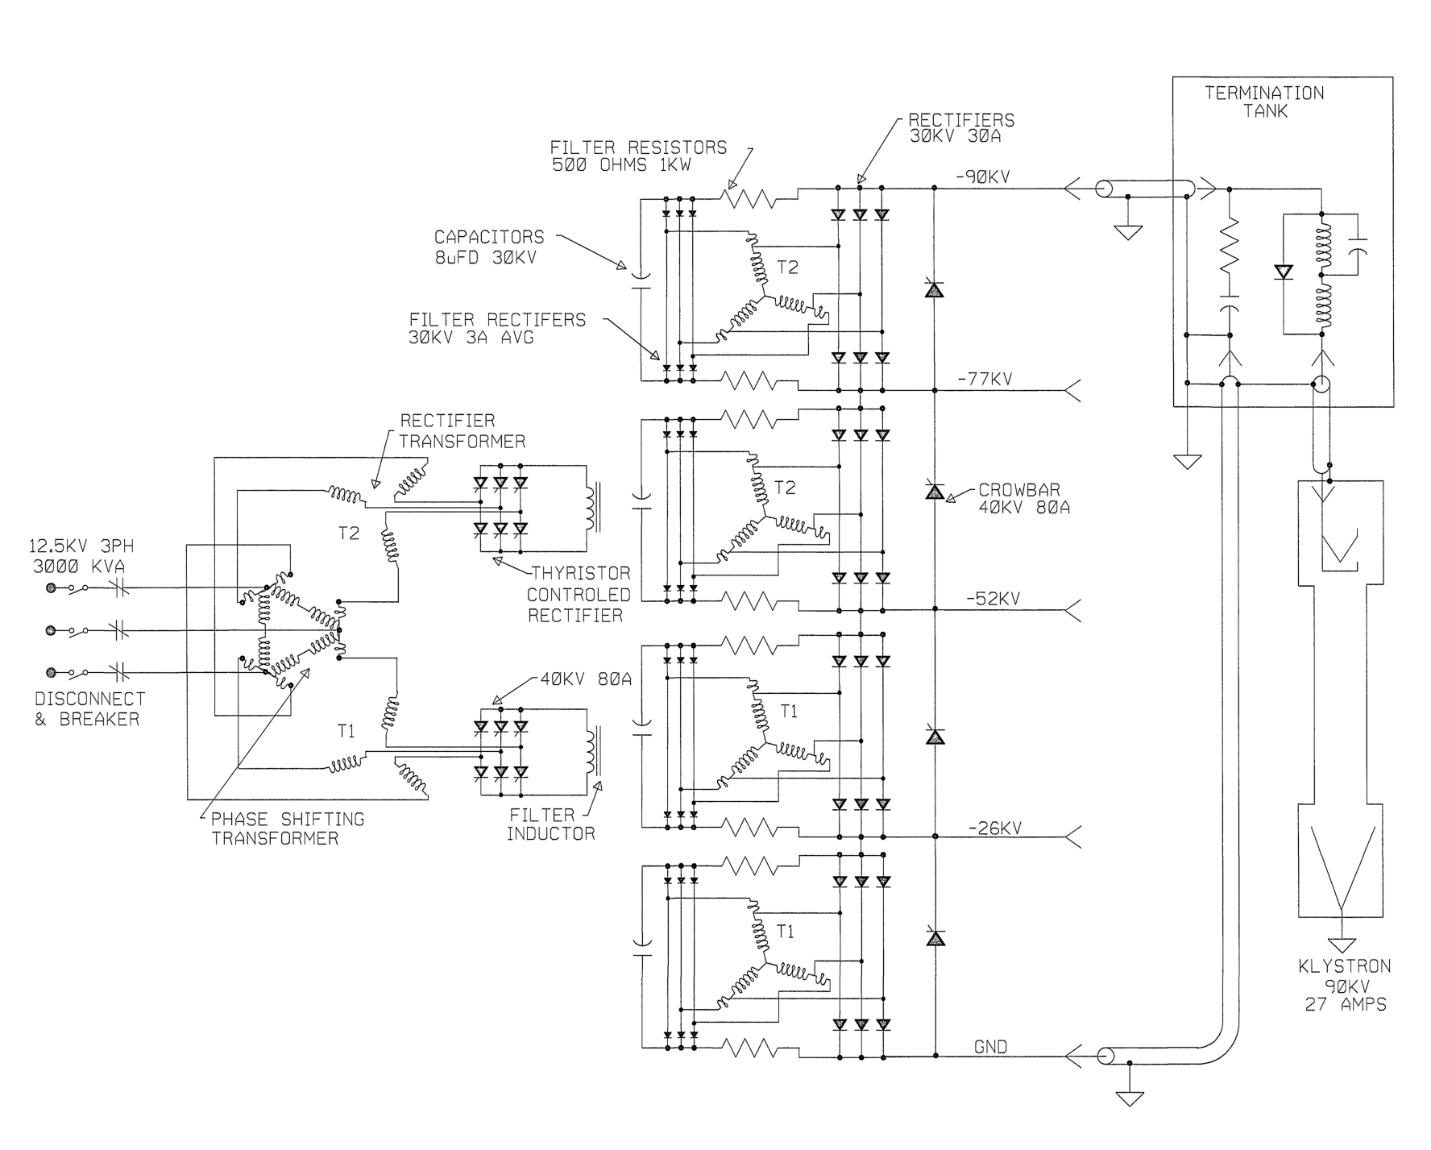 TERMINATION
TANK
RECTIFIERS
30KV 30A
FILTER RESISTORS
500 OHMS 1KW
-90KV
CAPACITORS
8uFD 30KV
T2
FILTER RECTIFERS
30KV 3A AVG
-77KV
RECTIFIER
TRANSFORMER
T2
CROWBAR
40KV 80A
T2
12.5KV 3PH
3000 KVA
THYRISTOR
CONTROLED
RECTIFIER
-52KV
DISCONNECT
& BREAKER
40KV 80A
T1
T1
FILTER
INDUCTOR
PHASE SHIFTING
TRANSFORMER
-26KV
T1
KLYSTRON
90KV
27 AMPS
GND